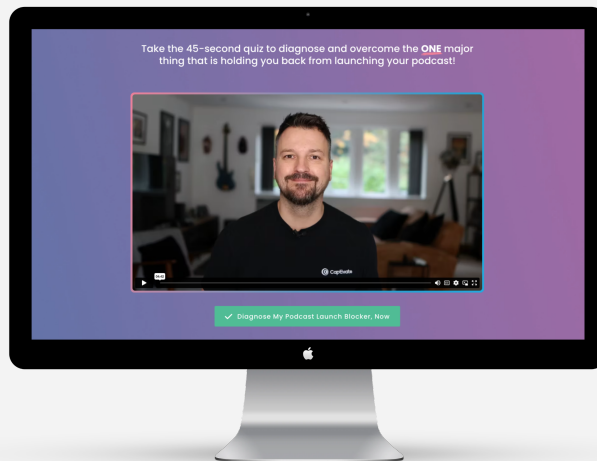 Take the 45-second quiz to diagnose and overcome the ONE major
thing that is holding you back from launching your podcast!
Captivate
Diagnose My Podcast Launch Blocker, Now